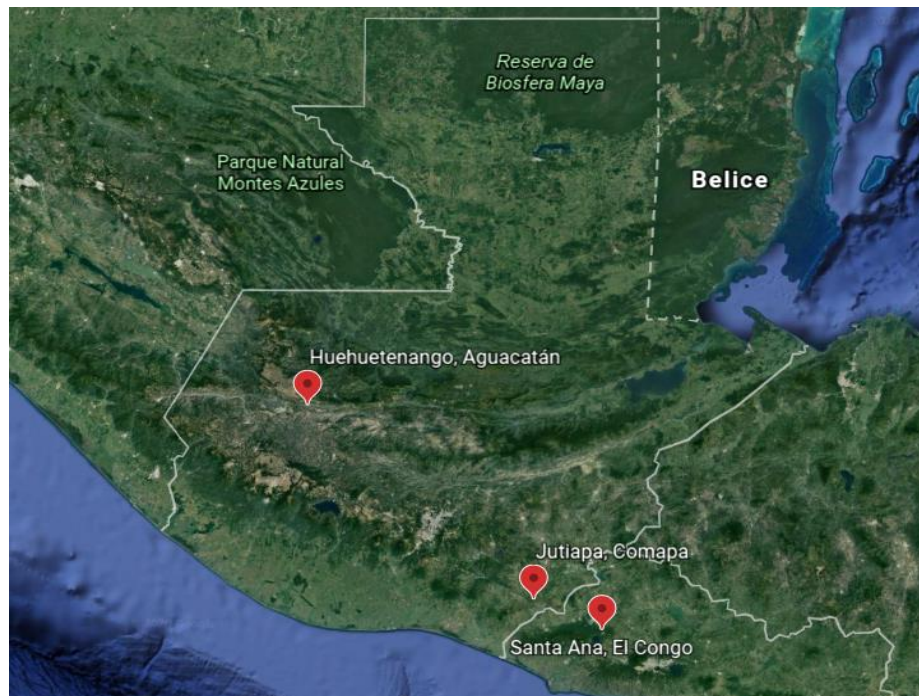 Reserva de
Biosfera Maya
Parque Natural
Montes Azules
Belice
Huehuetenango, Aguacatán
Jutiapa, Comapa
Santa Ana, El Congo